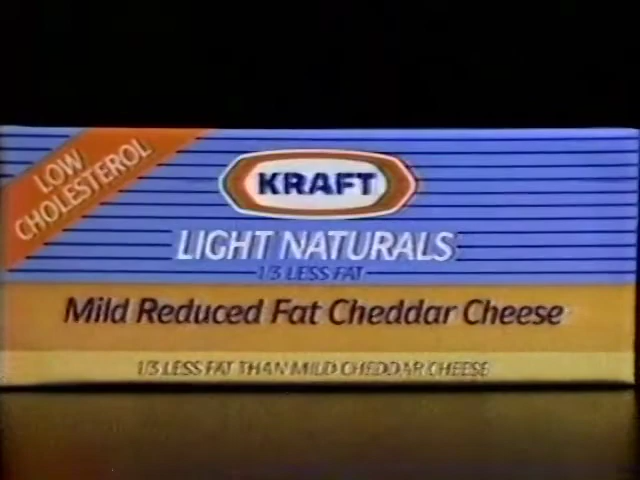 LOW
CHOLESTEROL
KRAFT
LIGHT NATURALS
1/3 LESS FAT
Mild Reduced Fat Cheddar Cheese
1/3 LESS FAT THAN MILD CHEDDAR CHEESE